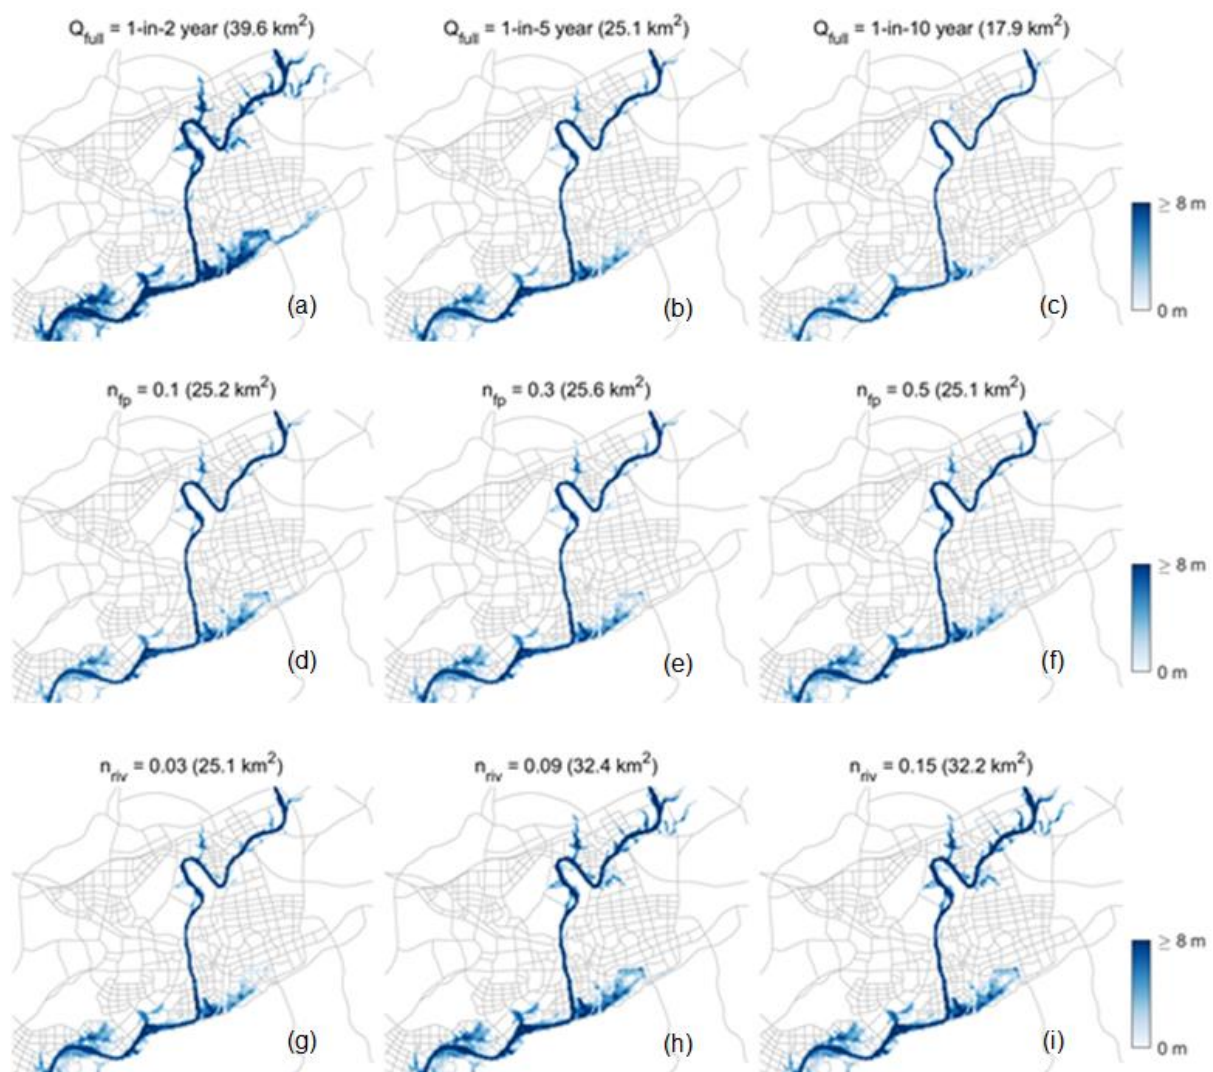 Q_full = 1-in-2 year (39.6 km²)
Q_full = 1-in-5 year (25.1 km²)
Q_full = 1-in-10 year (17.9 km²)
≥ 8 m
(a)
(b)
(c)
0 m
n_fp = 0.1 (25.2 km²)
n_fp = 0.3 (25.6 km²)
n_fp = 0.5 (25.1 km²)
≥ 8 m
(d)
(e)
(f)
0 m
n_riv = 0.03 (25.1 km²)
n_riv = 0.09 (32.4 km²)
n_riv = 0.15 (32.2 km²)
≥ 8 m
(g)
(h)
(i)
0 m